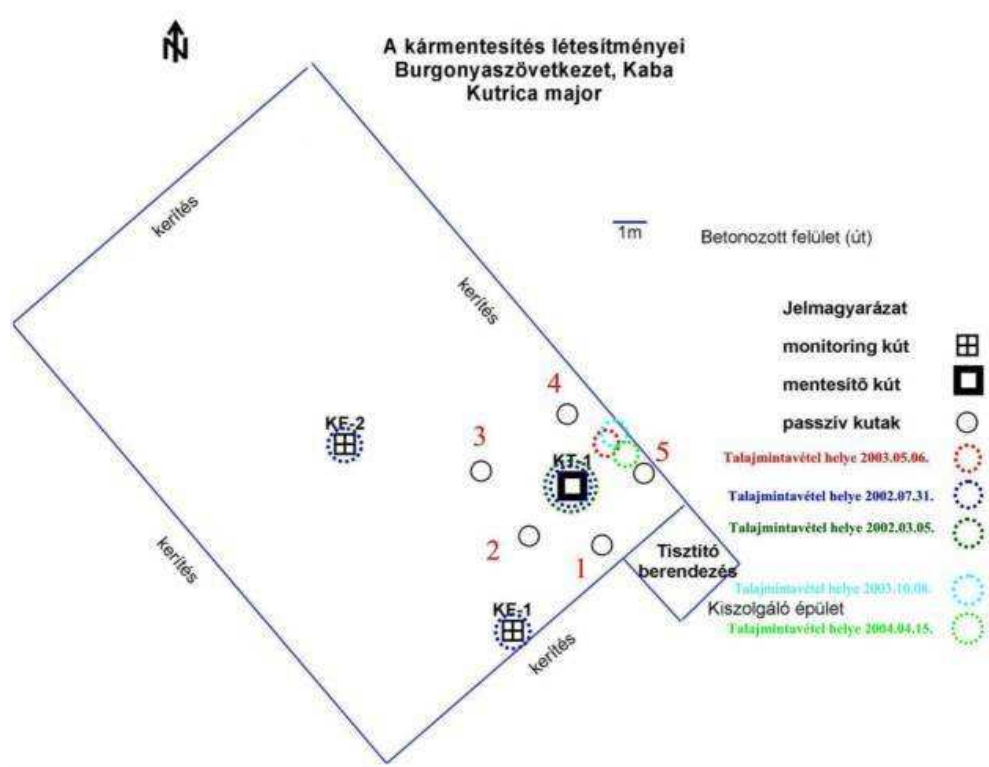 N
A kármentesítés létesítményei
Burgonyaszövetkezet, Kaba
Kutrica major
kerítés
kerítés
1m
Betonozott felület (út)
Jelmagyarázat
monitoring kút
mentesítő kút
passzív kutak
Talajmintavétel helye 2003.05.06.
Talajmintavétel helye 2002.07.31.
Talajmintavétel helye 2002.03.05.
Talajmintavétel helye 2003.10.08.
Talajmintavétel helye 2004.04.15.
4
3
5
KE-2
KT-1
2
1
Tisztító
berendezés
Kiszolgáló épület
kerítés
KE-1
kerítés